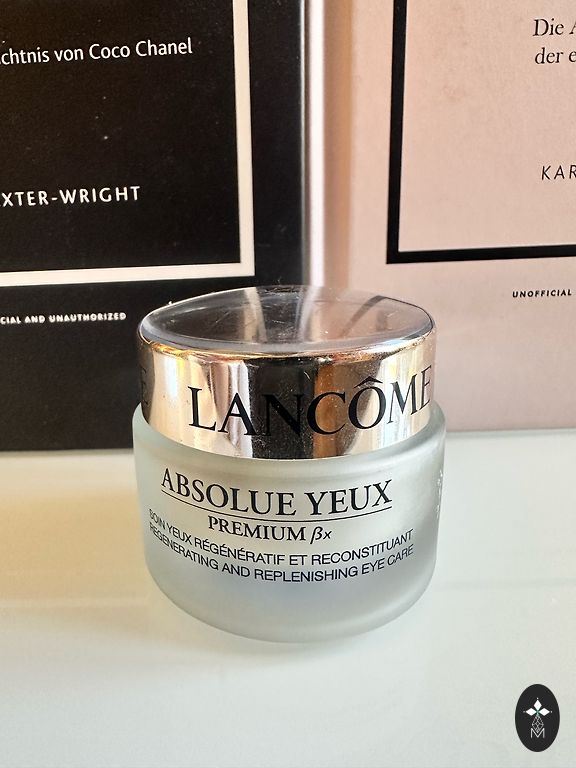 chtnis von Coco Chanel
XTER-WRIGHT
CIAL AND UNAUTHORIZED
Die A
der e
KAR
UNOFFICIAL
E LANCÔME
ABSOLUE YEUX
PREMIUM βx
SOIN YEUX RÉGÉNÉRATIF ET RECONSTITUANT
REGENERATING AND REPLENISHING EYE CARE
M